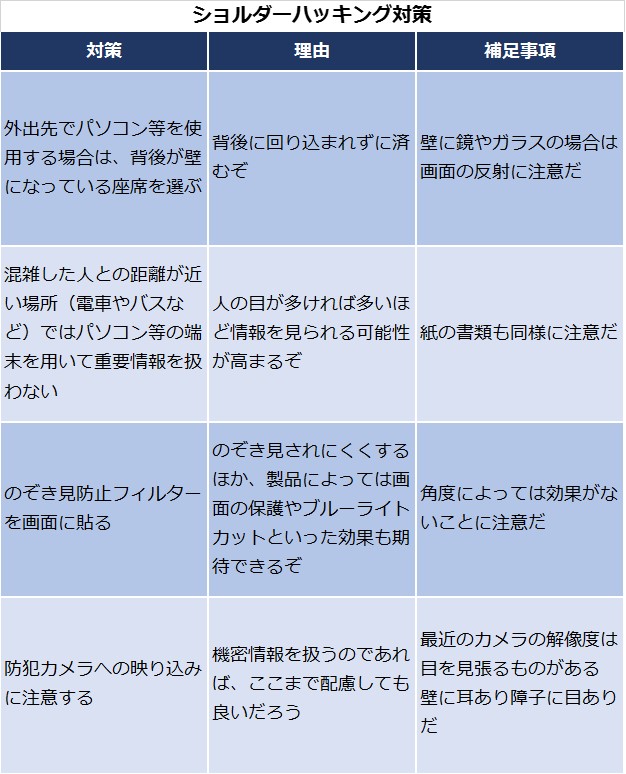 ショルダーハッキング対策
対策
理由
補足事項
外出先でパソコン等を使
用する場合は、背後が壁
になっている座席を選ぶ
背後に回り込まれずに済
むぞ
壁に鏡やガラスの場合は
画面の反射に注意だ
混雑した人との距離が近
い場所（電車やバスな
ど）ではパソコン等の端
末を用いて重要情報を扱
わない
人の目が多ければ多いほ
ど情報を見られる可能性
が高まるぞ
紙の書類も同様に注意だ
のぞき見防止フィルター
を画面に貼る
のぞき見されにくくする
ほか、製品によっては画
面の保護やブルーライト
カットといった効果も期
待できるぞ
角度によっては効果がな
いことに注意だ
防犯カメラへの映り込み
に注意する
機密情報を扱うのであれ
ば、ここまで配慮しても
良いだろう
最近のカメラの解像度は
目を見張るものがある
壁に耳あり障子に目あり
だ